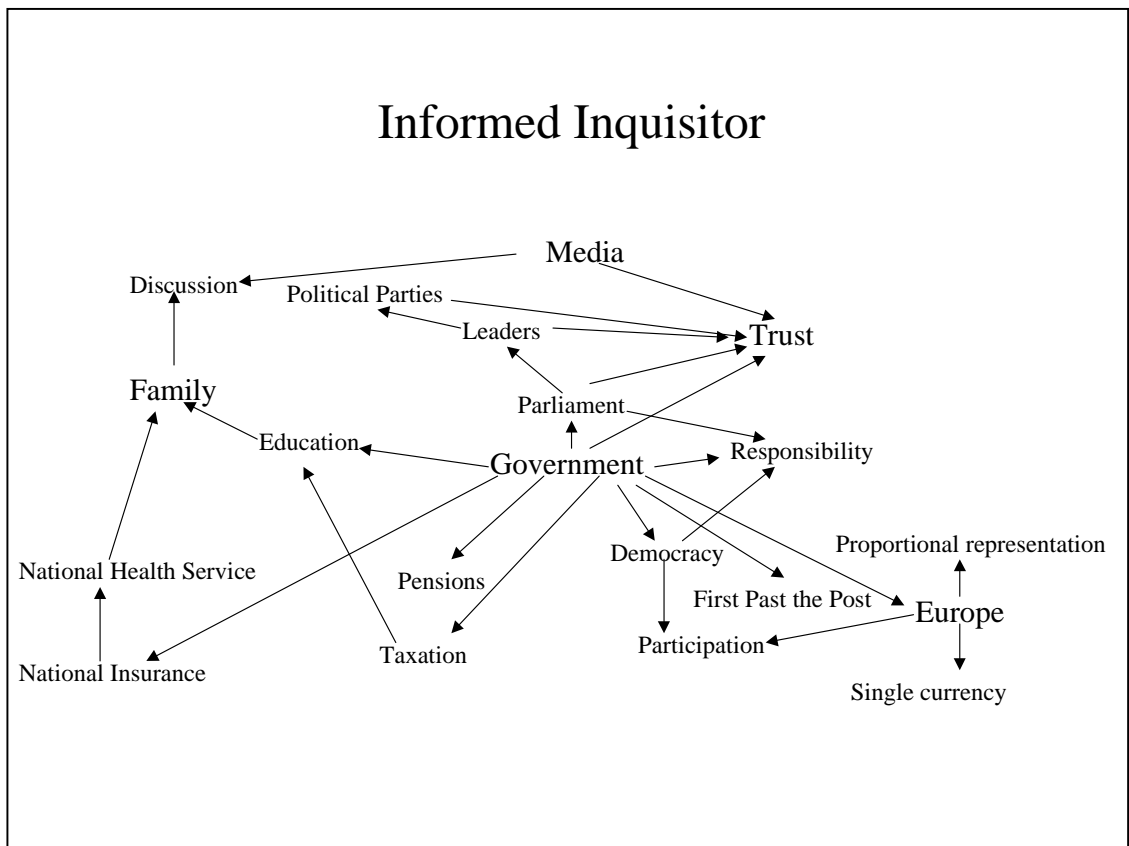 Informed Inquisitor
Media
Discussion
Political Parties
Leaders
Trust
Family
Parliament
Education
Responsibility
Government
Proportional representation
Democracy
National Health Service
Pensions
First Past the Post
Europe
Participation
Taxation
National Insurance
Single currency